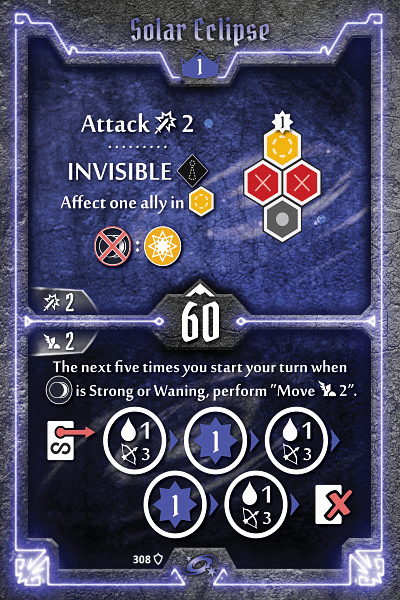 Solar Eclipse
1
Attack 2
1
INVISIBLE
Affect one ally in
:
2
60
2
The next five times you start your turn when
is Strong or Waning, perform "Move 2".
S
1
3
1
1
3
1
1
3
308